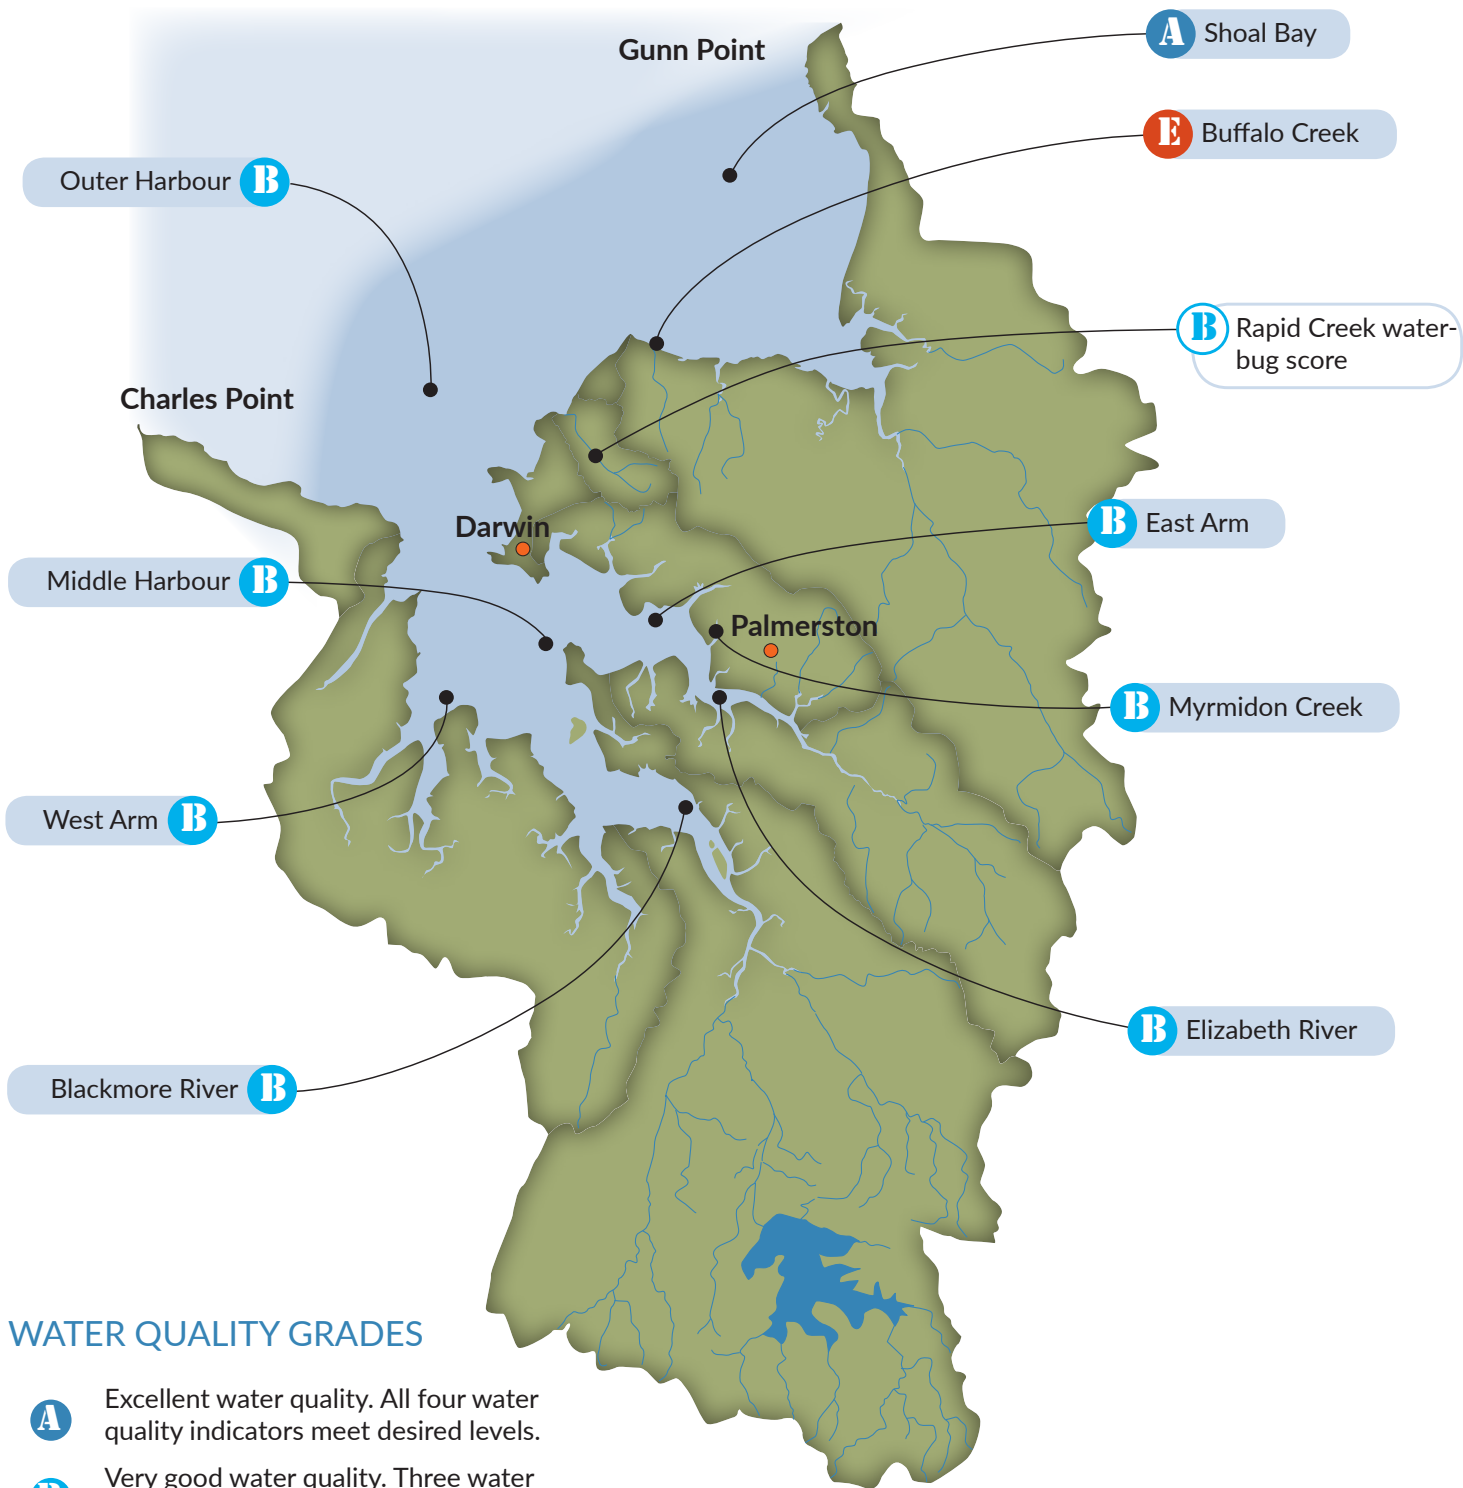 Gunn Point
A Shoal Bay
E Buffalo Creek
Outer Harbour B
B Rapid Creek water-
bug score
Charles Point
Darwin
B East Arm
Middle Harbour B
Palmerston
B Myrmidon Creek
West Arm B
B Elizabeth River
Blackmore River B
WATER QUALITY GRADES
A Excellent water quality. All four water
quality indicators meet desired levels.
B Very good water quality. Three water